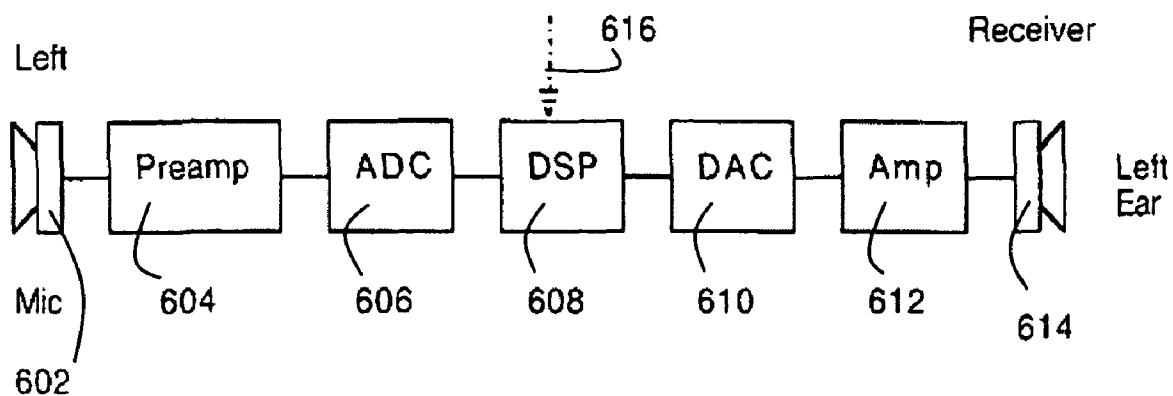 616
Receiver
Left
Preamp
ADC
DSP
DAC
Amp
Left
Ear
Mic
604
606
608
610
612
614
602